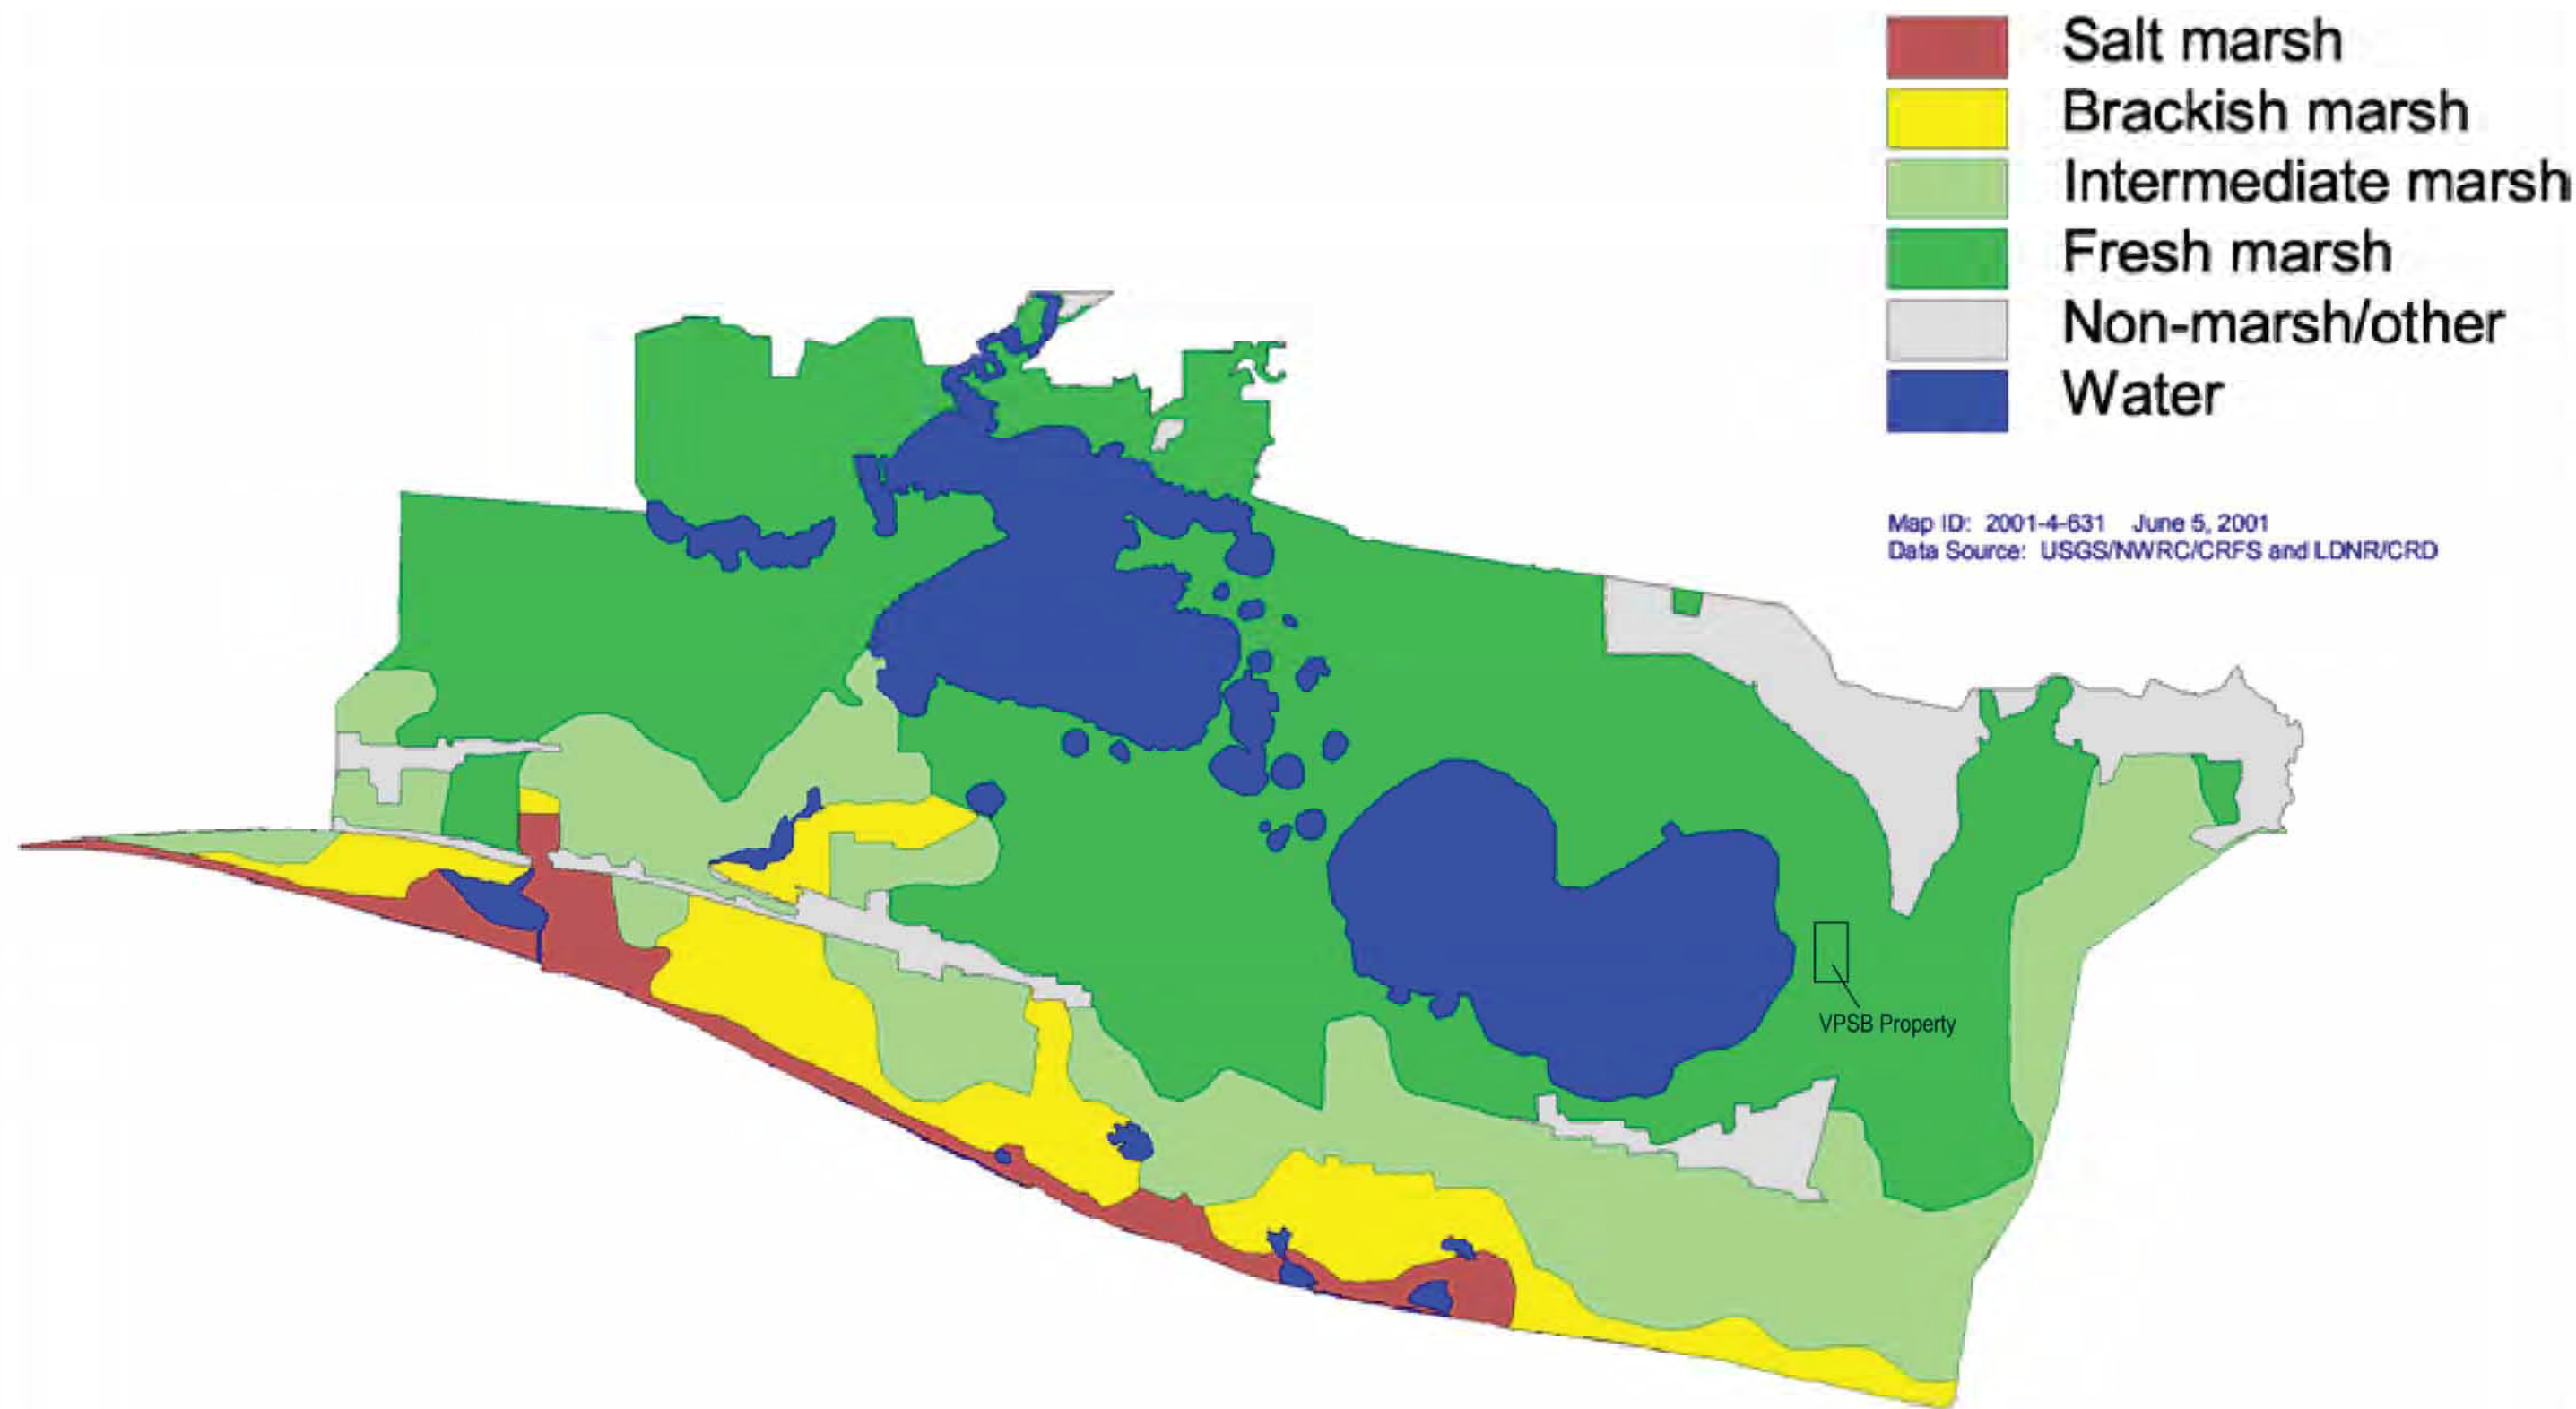 Salt marsh
Brackish marsh
Intermediate marsh
Fresh marsh
Non-marsh/other
Water
Map ID: 2001-4-631 June 5, 2001
Data Source: USGS/NWRC/CRFS and LDNR/CRD
VPSB Property